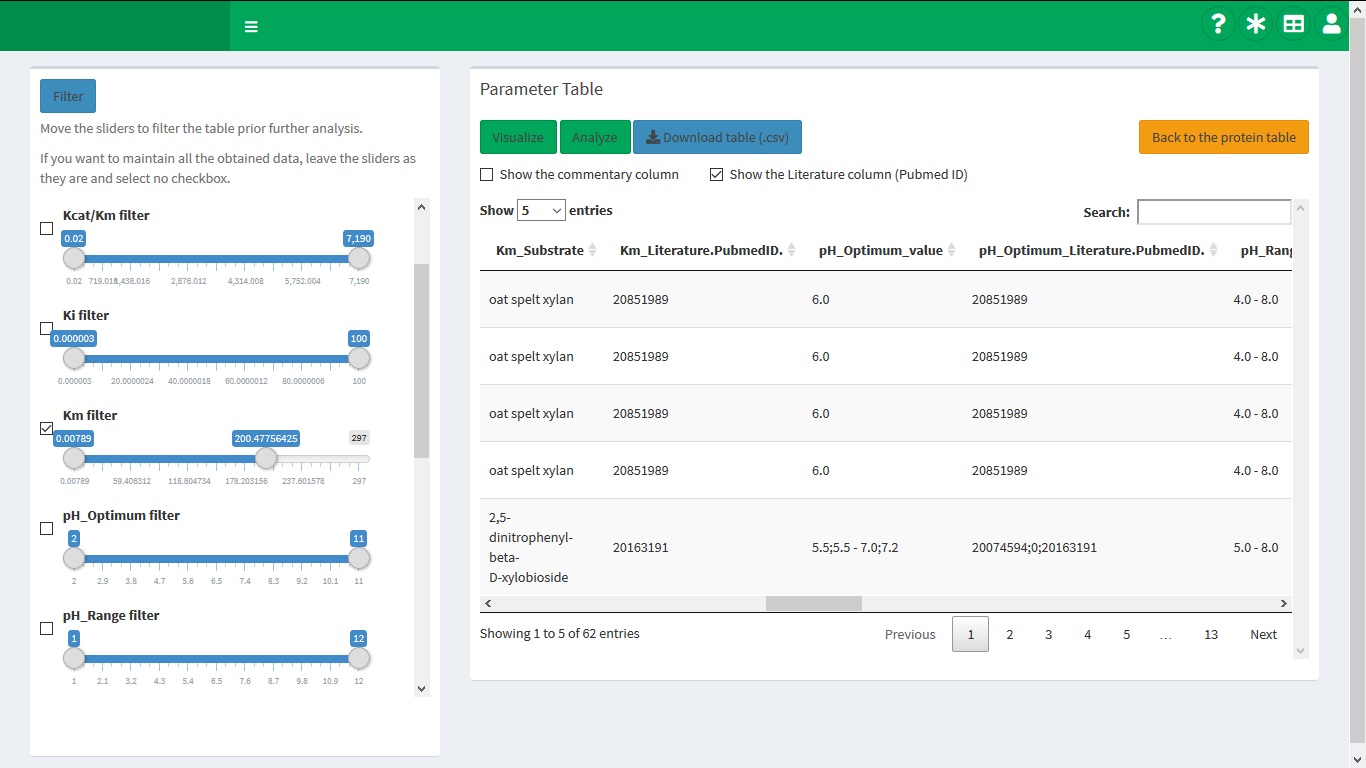 Filter
Move the sliders to filter the table prior further analysis.
If you want to maintain all the obtained data, leave the sliders as
they are and select no checkbox.
Kcat/Km filter
0.02 7,190
0.02 719.018 1,438.016 2,876.012 4,314.008 5,752.004 7,190
Ki filter
0.000003 100
0.000003 20.0000024 40.0000018 60.0000012 80.0000006 100
Km filter
0.00789 200.47756425 297
0.00789 59.406312 118.804734 178.203156 237.601578 297
pH_Optimum filter
2 11
2 2.9 3.8 4.7 5.6 6.5 7.4 8.3 9.2 10.1 11
pH_Range filter
1 12
1 2.1 3.2 4.3 5.4 6.5 7.6 8.7 9.8 10.9 12
Parameter Table
Visualize Analyze Download table (.csv) Back to the protein table
Show the commentary column Show the Literature column (Pubmed ID)
Show 5 entries Search:
Km_Substrate Km_Literature.PubmedID. pH_Optimum_value pH_Optimum_Literature.PubmedID. pH_Rang
oat spelt xylan 20851989 6.0 20851989 4.0 - 8.0
oat spelt xylan 20851989 6.0 20851989 4.0 - 8.0
oat spelt xylan 20851989 6.0 20851989 4.0 - 8.0
oat spelt xylan 20851989 6.0 20851989 4.0 - 8.0
2,5-
dinitrophenyl-
beta-
D-xylobioside
20163191 5.5;5.5 - 7.0;7.2 20074594;0;20163191 5.0 - 8.0
Showing 1 to 5 of 62 entries Previous 1 2 3 4 5 … 13 Next